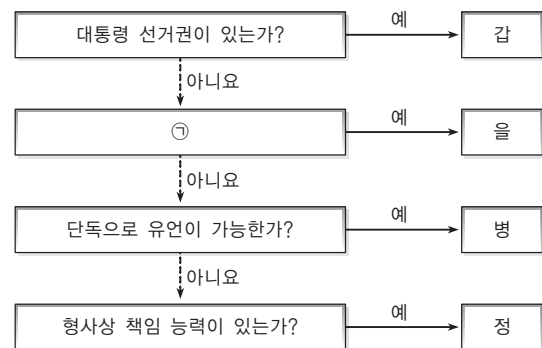 대통령 선거권이 있는가?
예
갑
아니요
㉠
예
을
아니요
단독으로 유언이 가능한가?
예
병
아니요
형사상 책임 능력이 있는가?
예
정